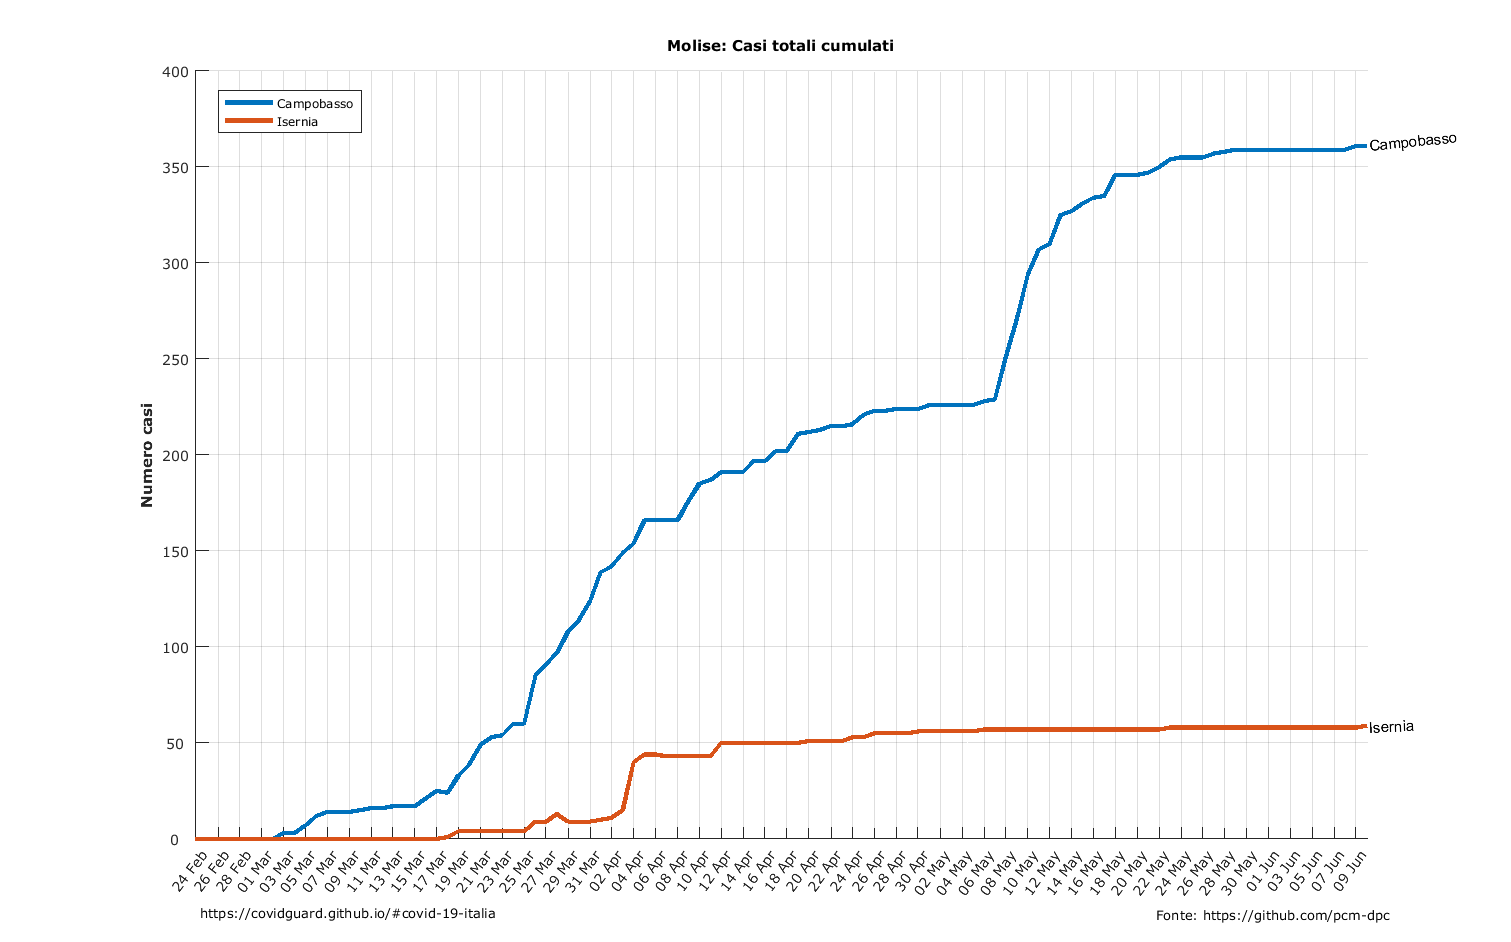 Molise: Casi totali cumulati
400
350
300
250
200
150
100
50
0
Numero casi
Campobasso
Isernia
Campobasso
Isernia
24 Feb
26 Feb
28 Feb
01 Mar
03 Mar
05 Mar
07 Mar
09 Mar
11 Mar
13 Mar
15 Mar
17 Mar
19 Mar
21 Mar
23 Mar
25 Mar
27 Mar
29 Mar
31 Mar
02 Apr
04 Apr
06 Apr
08 Apr
10 Apr
12 Apr
14 Apr
16 Apr
18 Apr
20 Apr
22 Apr
24 Apr
26 Apr
28 Apr
30 Apr
02 May
04 May
06 May
08 May
10 May
12 May
14 May
16 May
18 May
20 May
22 May
24 May
26 May
28 May
30 May
01 Jun
03 Jun
05 Jun
07 Jun
09 Jun
https://covidguard.github.io/#covid-19-italia
Fonte: https://github.com/pcm-dpc